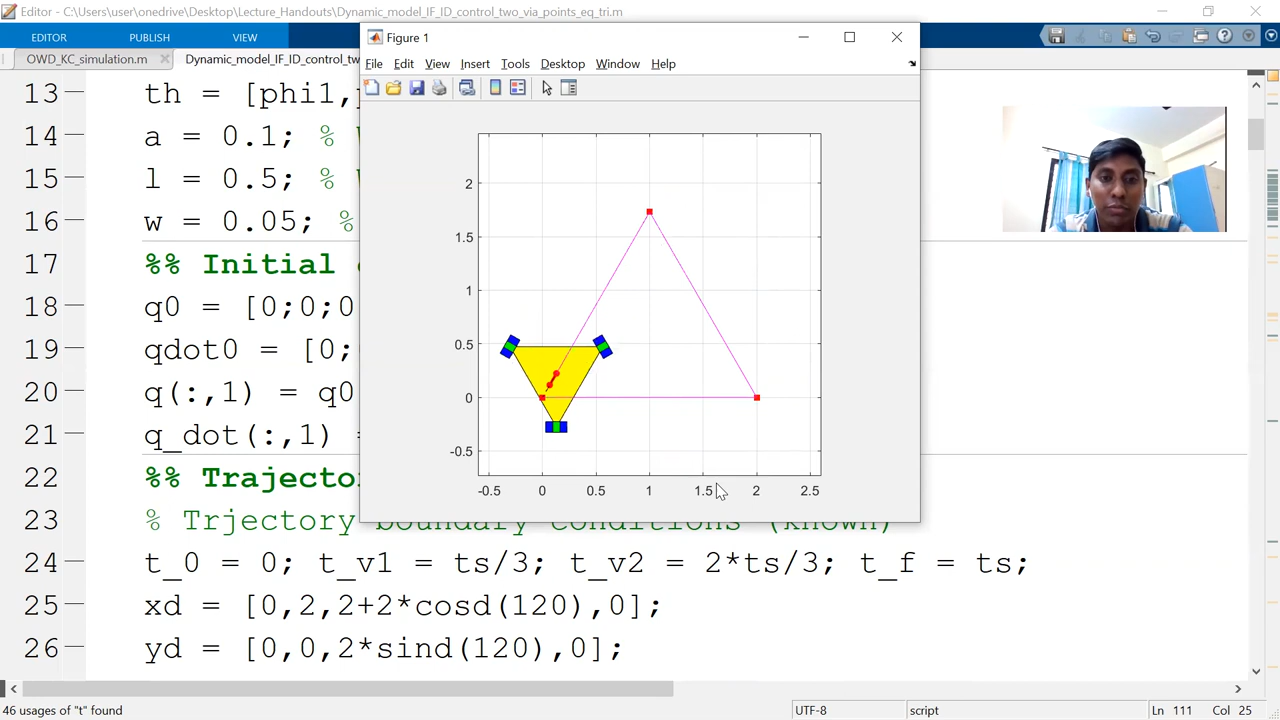 Editor - C:\Users\user\onedrive\Desktop\Lecture_Handouts\Dynamic_model_IF_ID_control_two_via_points_eq_tri.m
EDITOR PUBLISH VIEW
OWD_KC_simulation.m Dynamic_model_IF_ID_control_tw
Figure 1
File Edit View Insert Tools Desktop Window Help
2
1.5
1
0.5
0
-0.5
-0.5 0 0.5 1 1.5 2 2.5
13 th = [phi1,
14 a = 0.1; %
15 l = 0.5; %
16 w = 0.05; %
17 %% Initial
18 q0 = [0;0;0
19 qdot0 = [0;
20 q(:,1) = q0
21 q_dot(:,1) =
22 %% Trajecto
23 % Trjectory boundary conditions (known)
24 t_0 = 0; t_v1 = ts/3; t_v2 = 2*ts/3; t_f = ts;
25 xd = [0,2,2+2*cosd(120),0];
26 yd = [0,0,2*sind(120),0];
46 usages of "t" found UTF-8 script Ln 111 Col 25